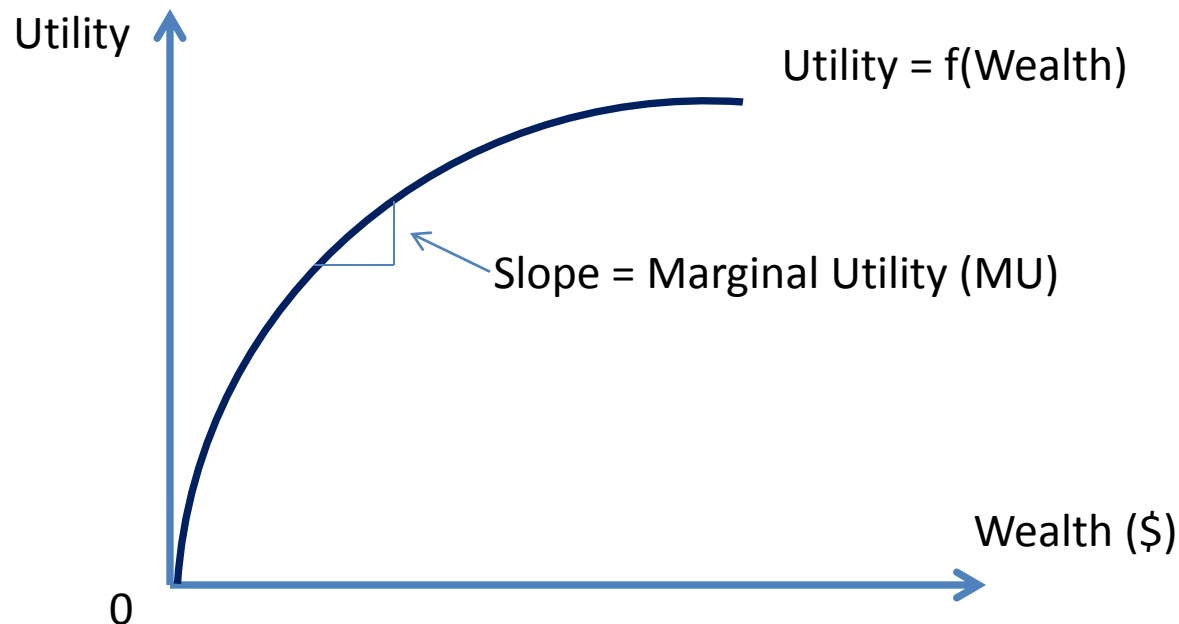 Utility
Utility = f(Wealth)
Slope = Marginal Utility (MU)
Wealth ($)
0